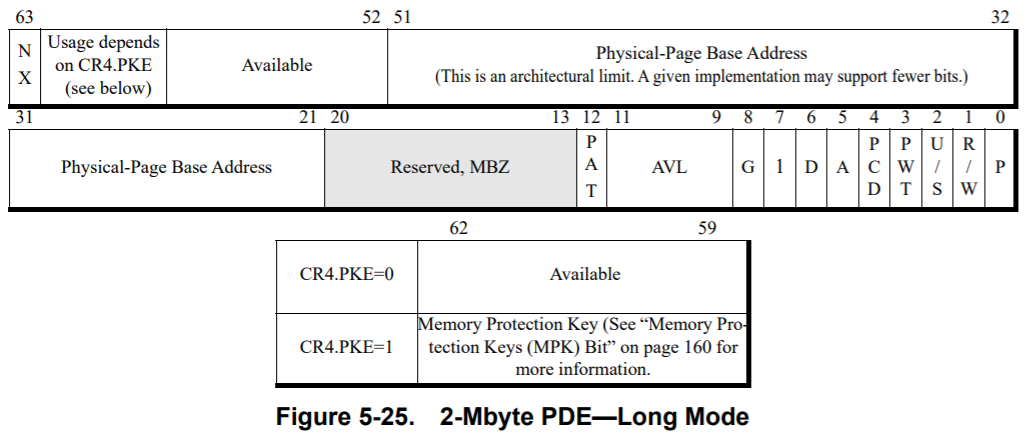 63 52 51 32
N
X
Usage depends
on CR4.PKE
(see below)
Available
Physical-Page Base Address
(This is an architectural limit. A given implementation may support fewer bits.)
31 21 20 13 12 11 9 8 7 6 5 4 3 2 1 0
Physical-Page Base Address
Reserved, MBZ
P
A
T
AVL
G
1
D
A
P
C
D
P
W
T
U
/
S
R
/
W
P
62 59
CR4.PKE=0
Available
CR4.PKE=1
Memory Protection Key (See “Memory Pro-
tection Keys (MPK) Bit” on page 160 for
more information.
Figure 5-25. 2-Mbyte PDE—Long Mode